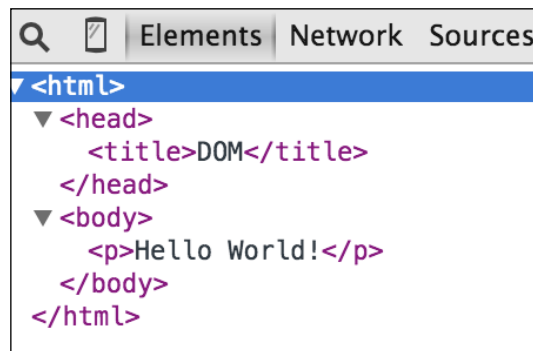 Elements Network Sources
<html>
<head>
<title>DOM</title>
</head>
<body>
<p>Hello World!</p>
</body>
</html>